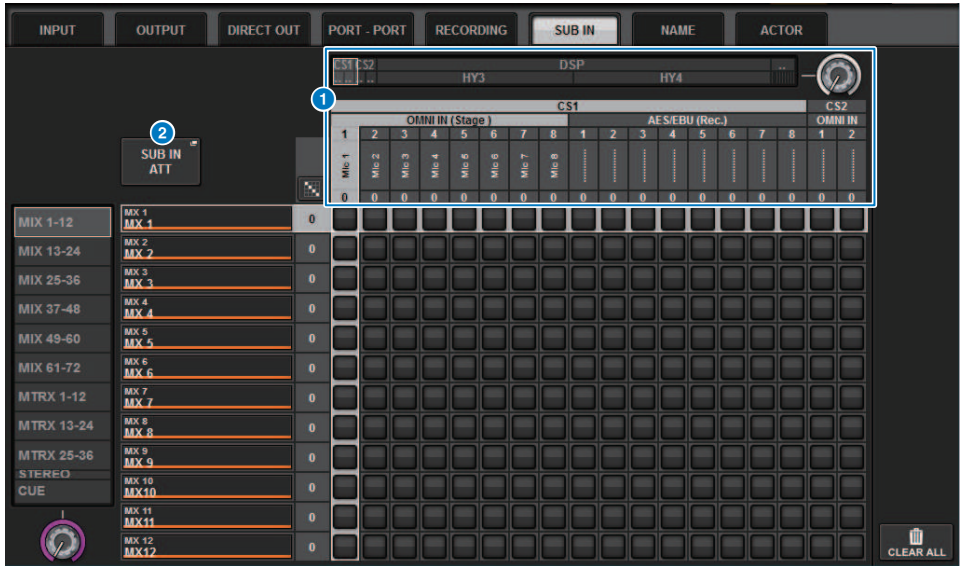 INPUT OUTPUT DIRECT OUT PORT - PORT RECORDING SUB IN NAME ACTOR
CS1 CS2 DSP ..
.. .. .. HY3 HY4
1
CS1 CS2
OMNI IN (Stage ) AES/EBU (Rec.) OMNI IN
1 2 3 4 5 6 7 8 1 2 3 4 5 6 7 8 1 2
Mic 1 Mic 2 Mic 3 Mic 4 Mic 5 Mic 6 Mic 7 Mic 8
0 0 0 0 0 0 0 0 0 0 0 0 0 0 0 0 0 0
2
SUB IN
ATT
MIX 1-12
MIX 13-24
MIX 25-36
MIX 37-48
MIX 49-60
MIX 61-72
MTRX 1-12
MTRX 13-24
MTRX 25-36
STEREO
CUE
MX 1
MX 1 0
MX 2
MX 2 0
MX 3
MX 3 0
MX 4
MX 4 0
MX 5
MX 5 0
MX 6
MX 6 0
MX 7
MX 7 0
MX 8
MX 8 0
MX 9
MX 9 0
MX 10
MX10 0
MX 11
MX11 0
MX 12
MX12 0
CLEAR ALL